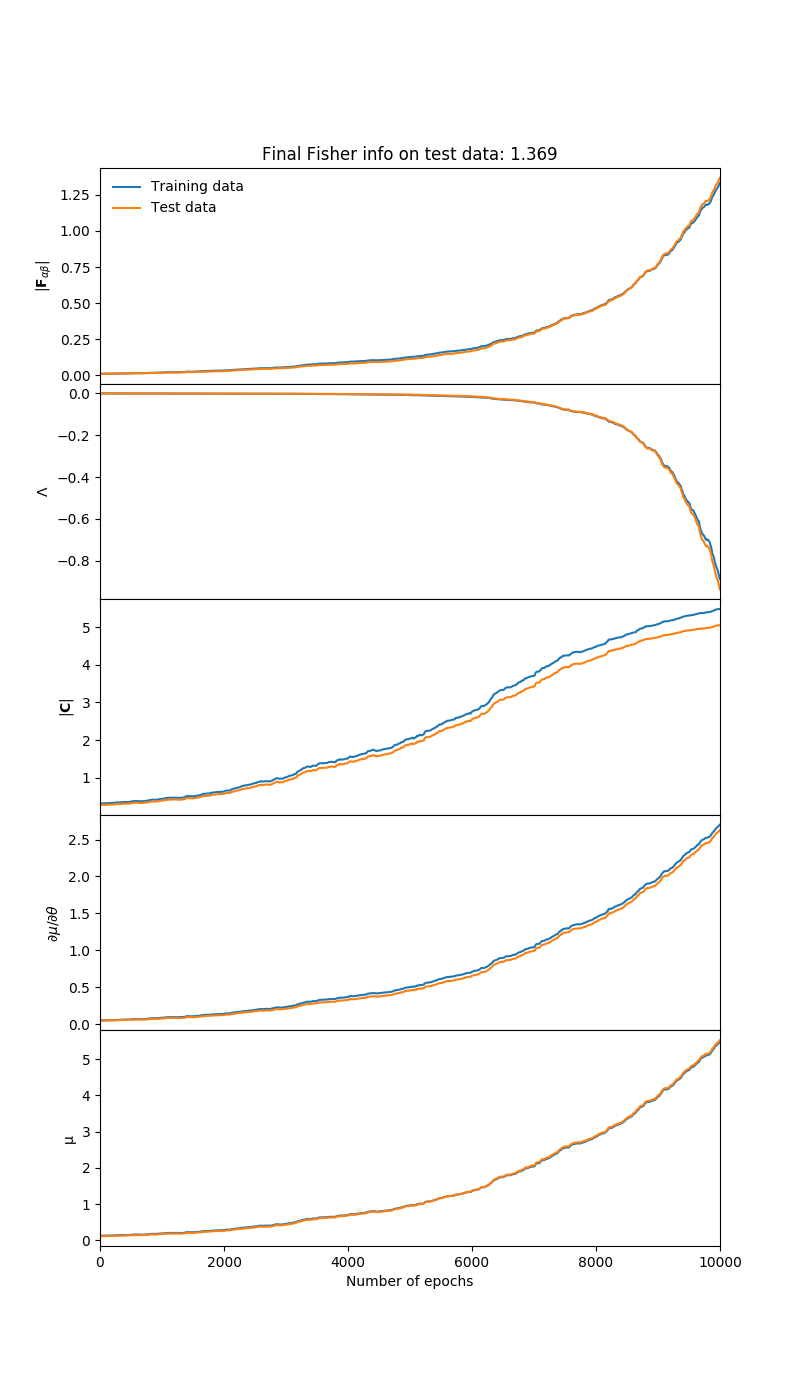 Final Fisher info on test data: 1.369
Training data
Test data
1.25
1.00
0.75
0.50
0.25
0.00
|F_{αβ}|
0.0
−0.2
−0.4
−0.6
−0.8
Λ
5
4
3
2
1
|C|
2.5
2.0
1.5
1.0
0.5
0.0
∂μ/∂θ
5
4
3
2
1
0
μ
0 2000 4000 6000 8000 10000
Number of epochs